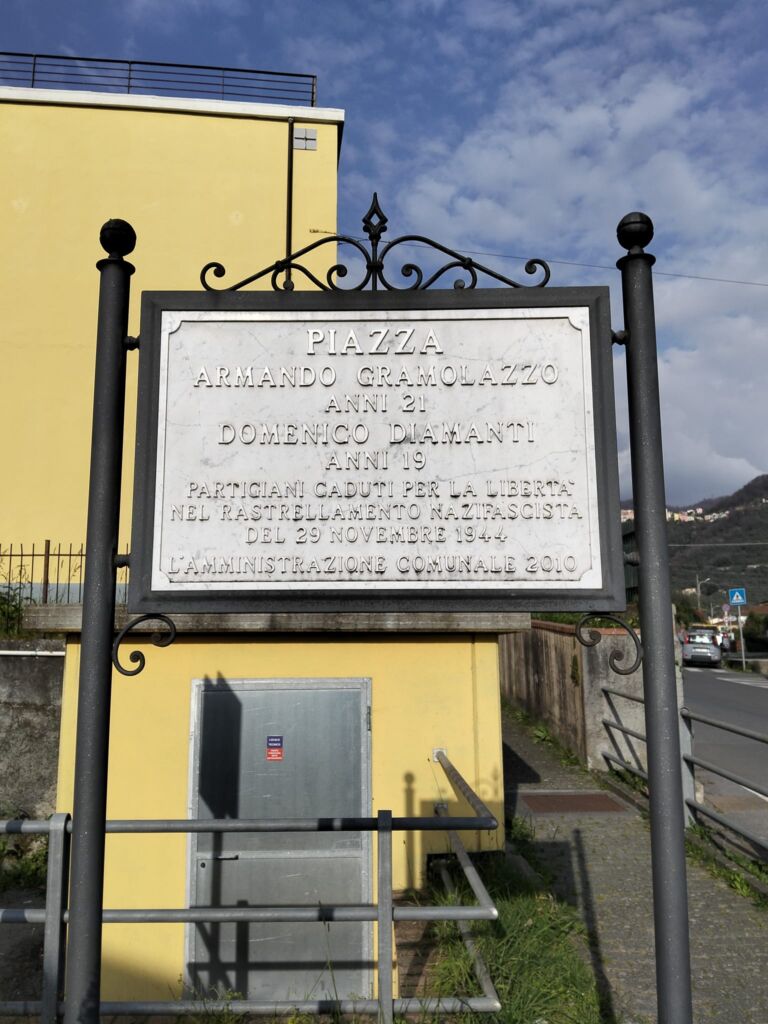 PIAZZA
ARMANDO GRAMOLAZZO
ANNI 21
DOMENICO DIAMANTI
ANNI 19
PARTIGIANI CADUTI PER LA LIBERTA'
NEL RASTRELLAMENTO NAZIFASCISTA
DEL 29 NOVEMBRE 1944
L'AMMINISTRAZIONE COMUNALE 2010